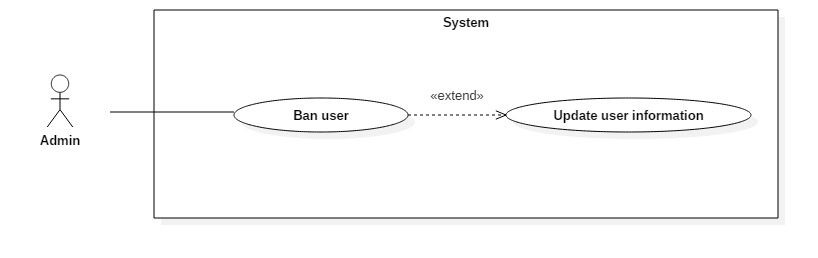 System
«extend»
Ban user
Update user information
Admin